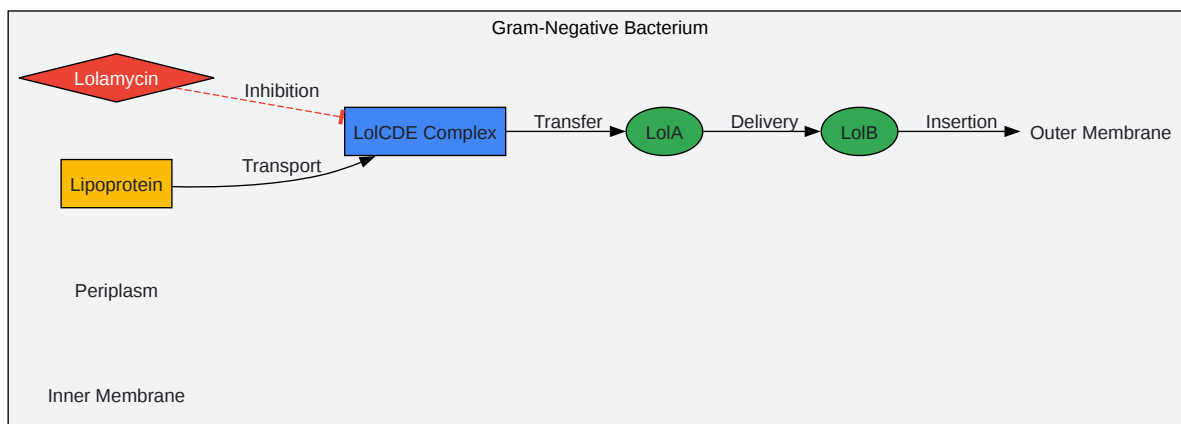 Gram-Negative Bacterium
Lolamycin
Inhibition
LolCDE Complex
Transfer
LolA
Delivery
LolB
Insertion
Outer Membrane
Transport
Lipoprotein
Periplasm
Inner Membrane